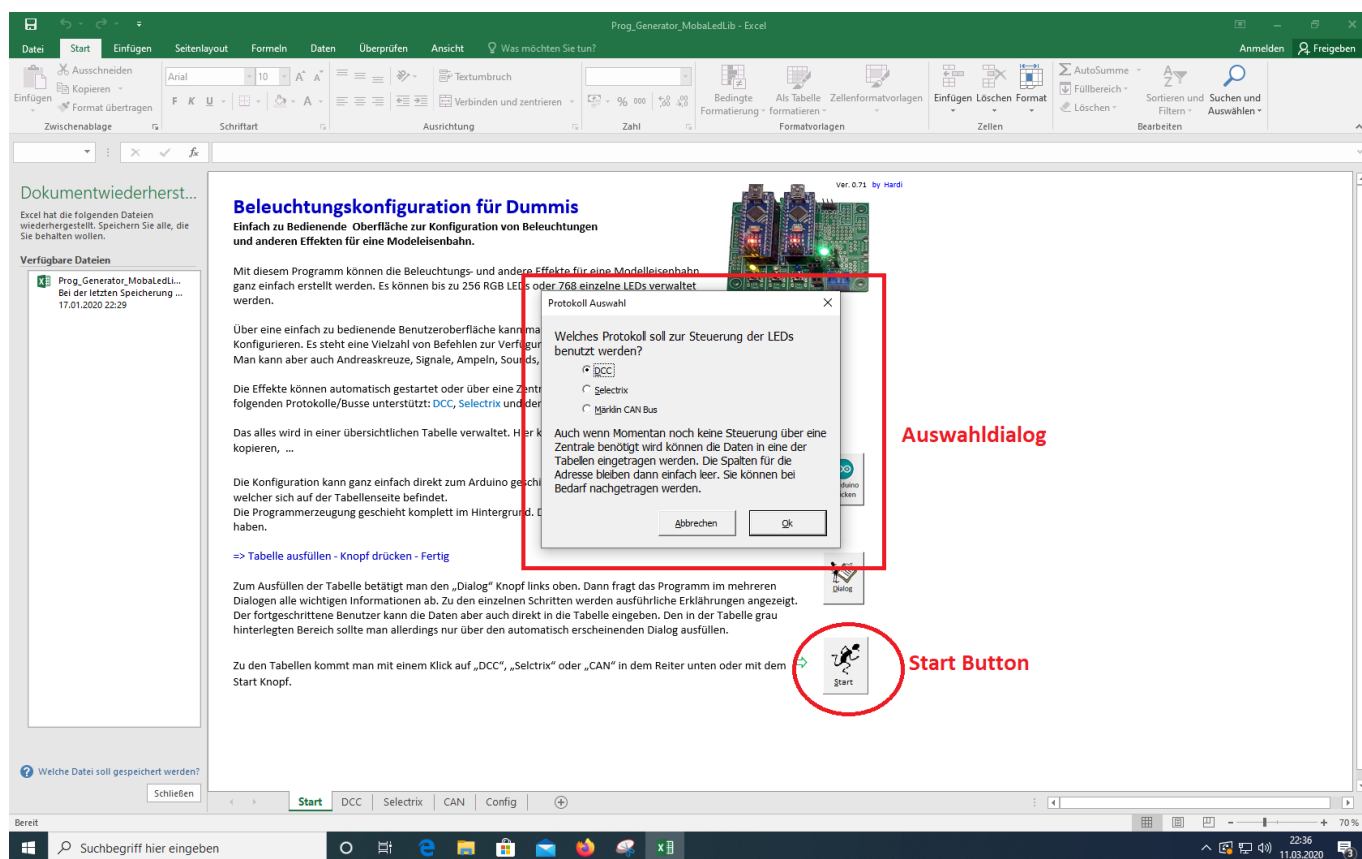 Prog_Generator_MobaLedLib - Excel
Datei Start Einfügen Seitenlayout Formeln Daten Überprüfen Ansicht Was möchten Sie tun? Anmelden Freigeben
Ausschneiden
Kopieren
Format übertragen
Einfügen
Arial 10
F K U
Textumbruch
Verbinden und zentrieren
% 000
Bedingte Formatierung
Als Tabelle formatieren
Zellenformatvorlagen
Einfügen Löschen Format
AutoSumme
Füllbereich
Löschen
Sortieren und Filtern
Suchen und Auswählen
Zwischenablage Schriftart Ausrichtung Zahl Formatvorlagen Zellen Bearbeiten
fx
Dokumentwiederherst...
Excel hat die folgenden Dateien
wiederhergestellt. Speichern Sie alle, die
Sie behalten wollen.
Verfügbare Dateien
Prog_Generator_MobaLedLi...
Bei der letzten Speicherung ...
17.01.2020 22:29
Welche Datei soll gespeichert werden?
Schließen
Ver. 0.71 by Hardi
Beleuchtungskonfiguration für Dummis
Einfach zu Bedienende Oberfläche zur Konfiguration von Beleuchtungen
und anderen Effekten für eine Modeleisenbahn.
Mit diesem Programm können die Beleuchtungs- und andere Effekte für eine Modelleisenbahn
ganz einfach erstellt werden. Es können bis zu 256 RGB LEDs oder 768 einzelne LEDs verwaltet
werden.
Über eine einfach zu bedienende Benutzeroberfläche kann
Konfigurieren. Es steht eine Vielzahl von Befehlen zur
Man kann aber auch Andreaskreuze, Signale, Ampeln, Sounds,
Die Effekte können automatisch gestartet oder über eine
folgenden Protokolle/Busse unterstützt: DCC, Selectrix und
Das alles wird in einer übersichtlichen Tabelle verwaltet. Hier
kopieren, ...
Die Konfiguration kann ganz einfach direkt zum Arduino
welcher sich auf der Tabellenseite befindet.
Die Programmerzeugung geschieht komplett im Hintergrund.
haben.
=> Tabelle ausfüllen - Knopf drücken - Fertig
Zum Ausfüllen der Tabelle betätigt man den „Dialog“ Knopf links oben. Dann fragt das Programm im mehreren
Dialogen alle wichtigen Informationen ab. Zu den einzelnen Schritten werden ausführliche Erklährungen angezeigt.
Der fortgeschrittene Benutzer kann die Daten aber auch direkt in die Tabelle eingeben. Den in der Tabelle grau
hinterlegten Bereich sollte man allerdings nur über den automatisch erscheinenden Dialog ausfüllen.
Zu den Tabellen kommt man mit einem Klick auf „DCC“, „Selctrix“ oder „CAN“ in dem Reiter unten oder mit dem
Start Knopf.
Protokoll Auswahl
Welches Protokoll soll zur Steuerung der LEDs
benutzt werden?
DCC
Selectrix
Märklin CAN Bus
Auch wenn Momentan noch keine Steuerung über eine
Zentrale benötigt wird können die Daten in eine der
Tabellen eingetragen werden. Die Spalten für die
Adresse bleiben dann einfach leer. Sie können bei
Bedarf nachgetragen werden.
Abbrechen Ok
Auswahldialog
Dialog
Start
Start Button
Start DCC Selectrix CAN Config
Bereit
70 %
Suchbegriff hier eingeben
22:36
11.03.2020
3